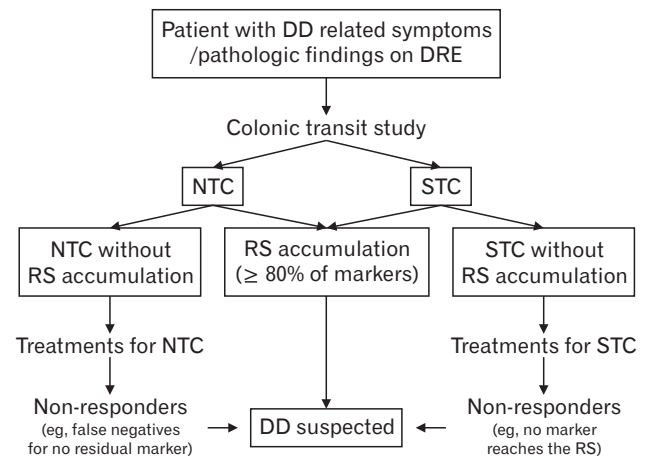 Patient with DD related symptoms
/pathologic findings on DRE
Colonic transit study
NTC
STC
NTC without
RS accumulation
RS accumulation
(≥ 80% of markers)
STC without
RS accumulation
Treatments for NTC
Treatments for STC
Non-responders
(eg, false negatives
for no residual marker)
DD suspected
Non-responders
(eg, no marker
reaches the RS)